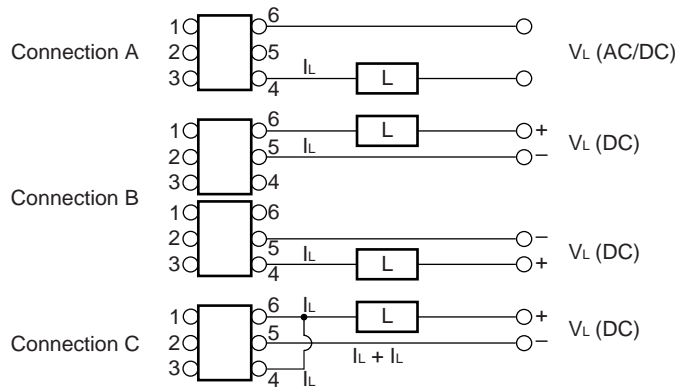 Connection A
1 6
2 5
3 4
IL L
VL (AC/DC)
Connection B
1 6
2 5
3 4
L +
IL –
VL (DC)
1 6
2 5
3 4
–
IL L +
VL (DC)
Connection C
1 6
2 5
3 4
IL L +
–
IL + IL
IL
VL (DC)